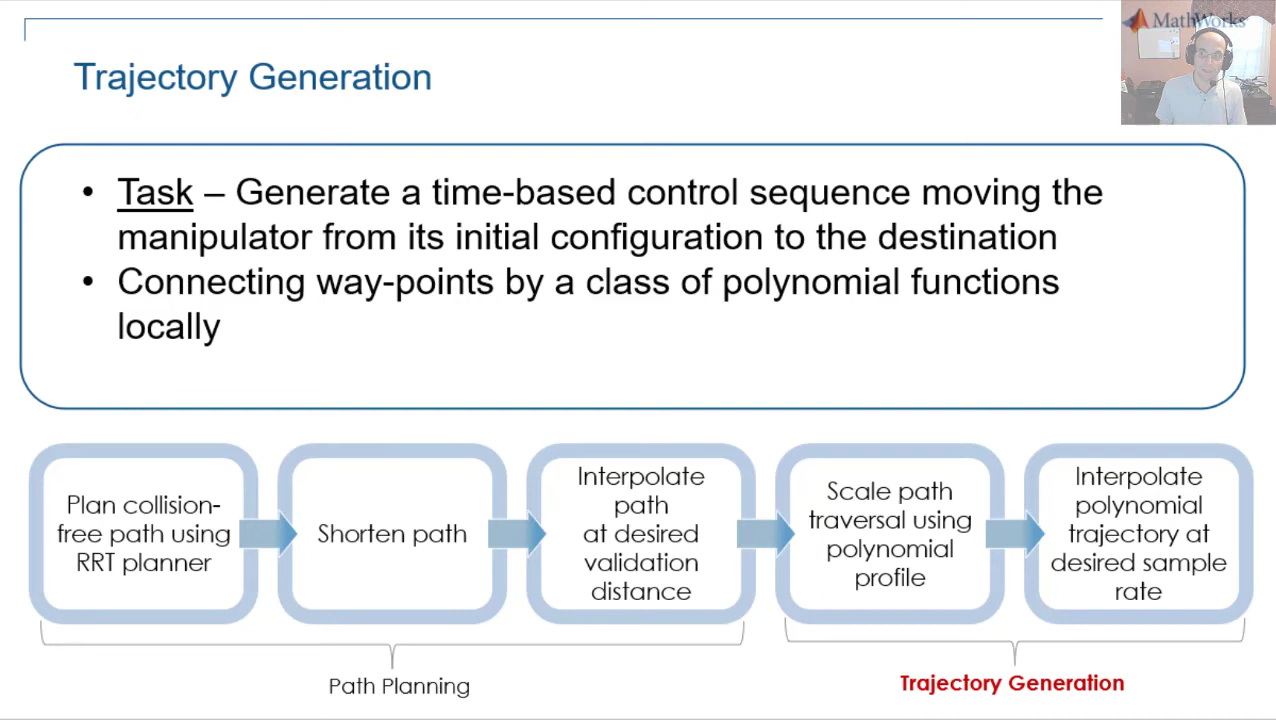 MathWorks
Trajectory Generation
• Task – Generate a time-based control sequence moving the
manipulator from its initial configuration to the destination
• Connecting way-points by a class of polynomial functions
locally
Plan collision-
free path using
RRT planner
Shorten path
Interpolate
path
at desired
validation
distance
Scale path
traversal using
polynomial
profile
Interpolate
polynomial
trajectory at
desired sample
rate
Path Planning
Trajectory Generation